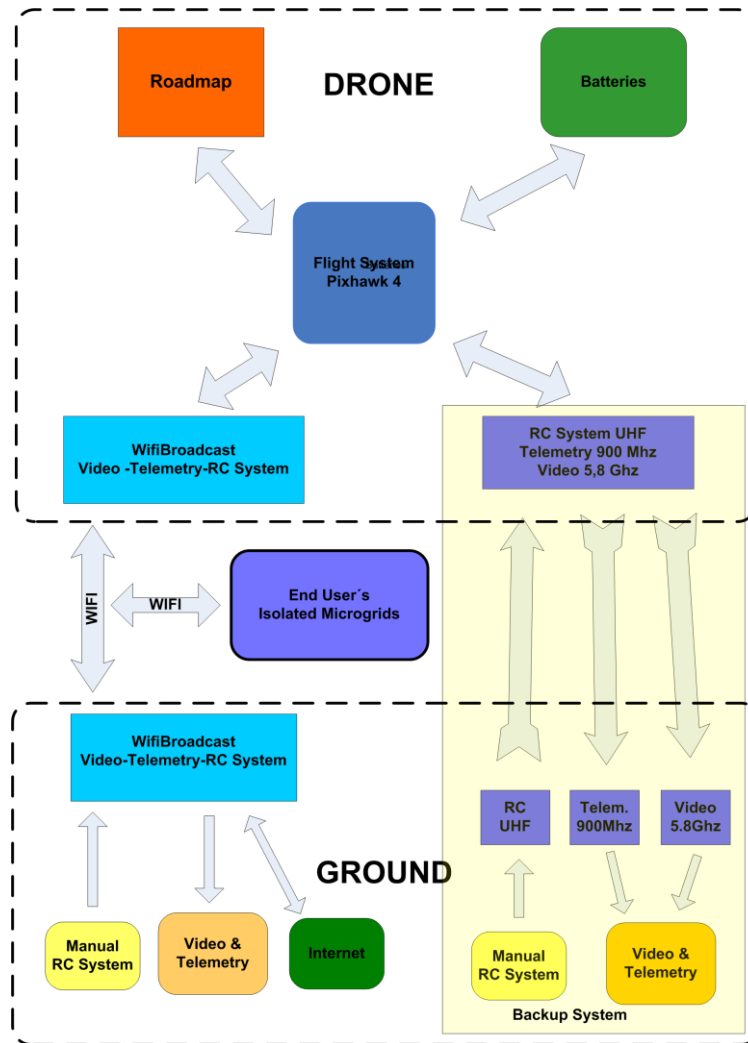 Roadmap
DRONE
Batteries
Flight System
Pixhawk 4
WifiBroadcast
Video -Telemetry-RC System
RC System UHF
Telemetry 900 Mhz
Video 5,8 Ghz
WIFI
WIFI
End User´s
Isolated Microgrids
WifiBroadcast
Video-Telemetry-RC System
RC
UHF
Telem.
900Mhz
Video
5.8Ghz
GROUND
Manual
RC System
Video &
Telemetry
Internet
Manual
RC System
Video &
Telemetry
Backup System